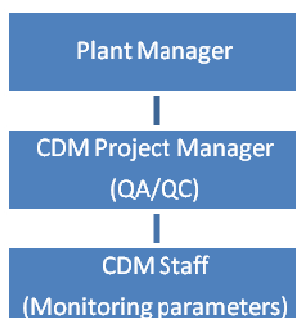 Plant Manager
CDM Project Manager
(QA/QC)
CDM Staff
(Monitoring parameters)